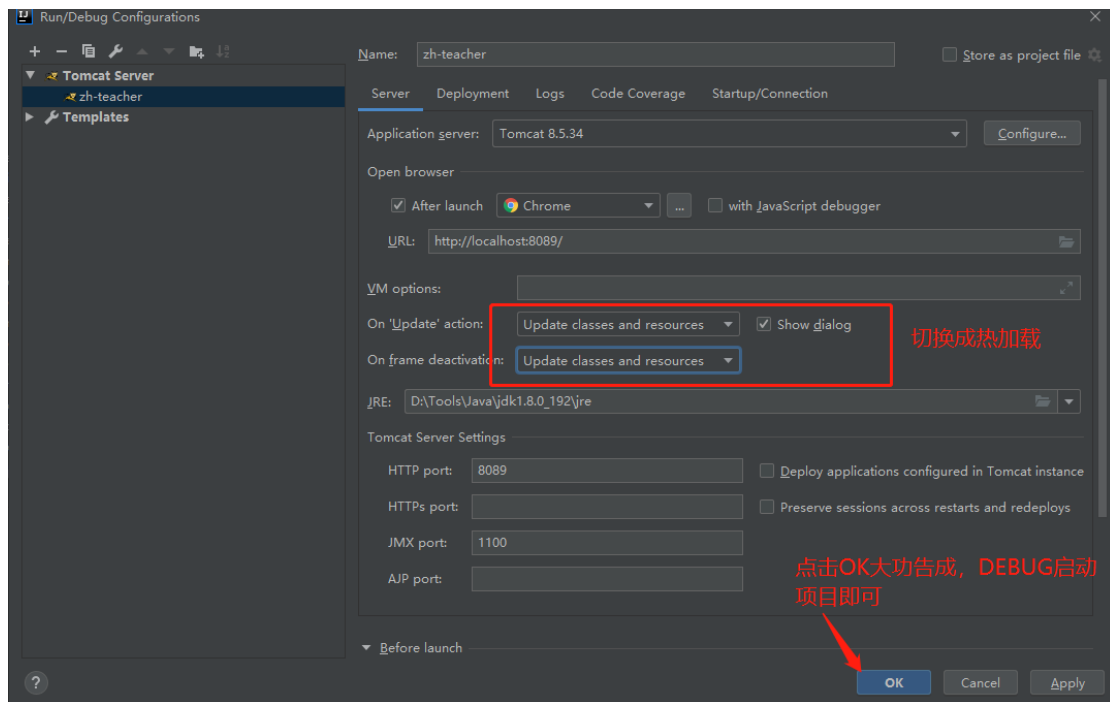 Run/Debug Configurations
Tomcat Server
zh-teacher
Templates
Name: zh-teacher
Store as project file
Server Deployment Logs Code Coverage Startup/Connection
Application server: Tomcat 8.5.34 Configure...
Open browser
After launch Chrome ... with JavaScript debugger
URL: http://localhost:8089/
VM options:
On 'Update' action: Update classes and resources Show dialog
切换成热加载
On frame deactivation: Update classes and resources
JRE: D:\Tools\Java\jdk1.8.0_192\jre
Tomcat Server Settings
HTTP port: 8089 Deploy applications configured in Tomcat instance
HTTPs port: Preserve sessions across restarts and redeploys
JMX port: 1100
AJP port:
点击OK大功告成，DEBUG启动
项目即可
Before launch
? OK Cancel Apply